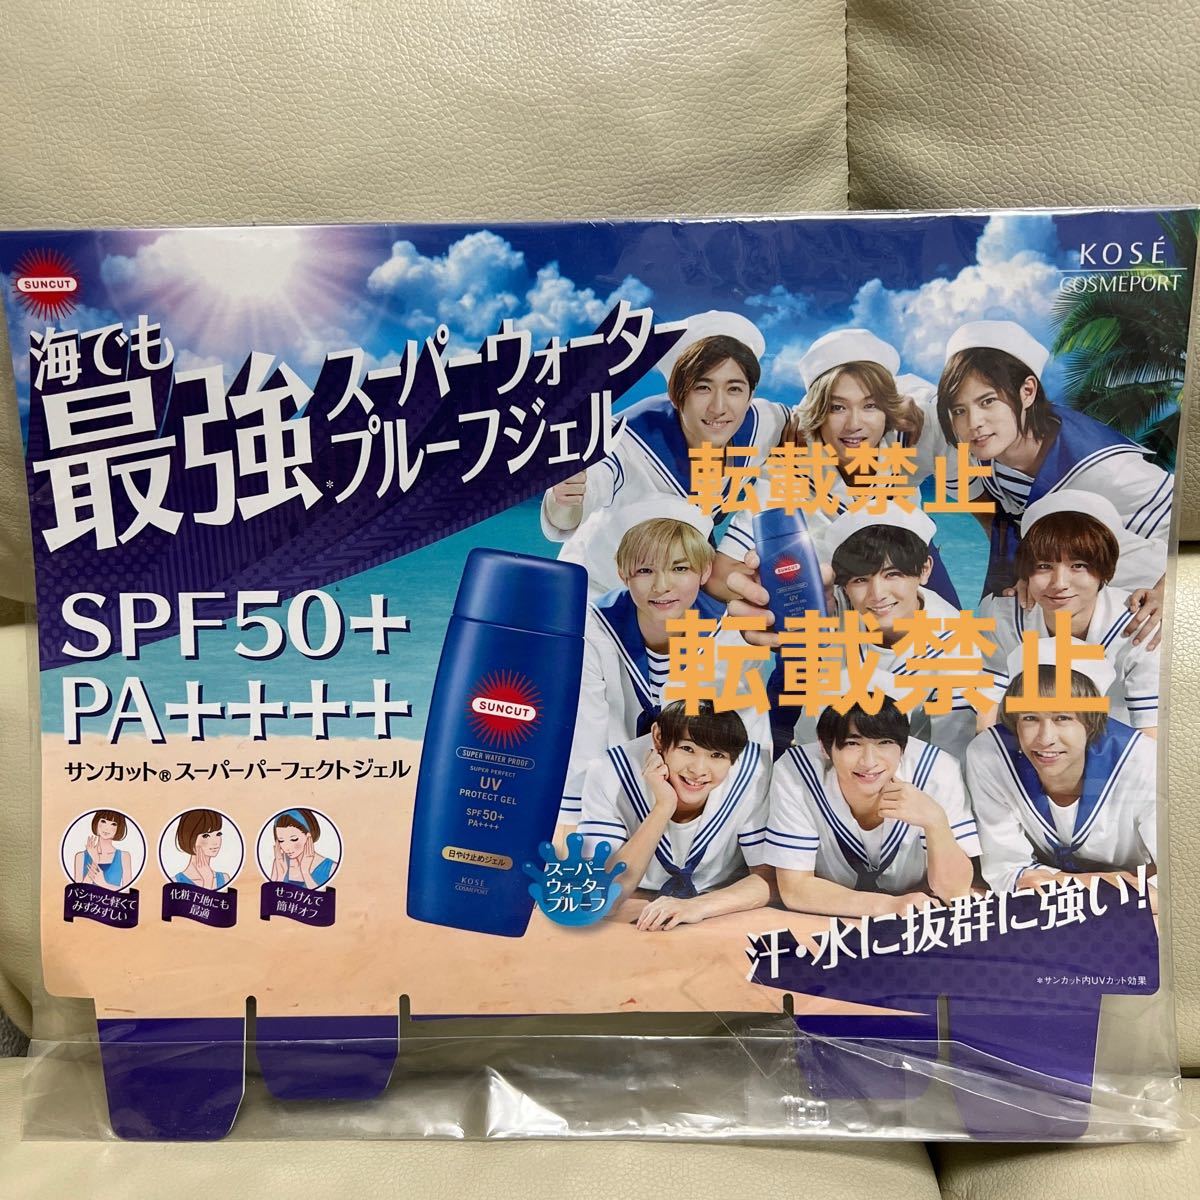 SUNCUT
KOSÉ
COSMEPORT
海でも
最強*
スーパーウォーター
プルーフジェル
転載禁止
転載禁止
SPF50+
PA++++
サンカット®スーパーパーフェクトジェル
パシャッと軽くて
みずみずしい
化粧下地にも
最適
せっけんで
簡単オフ
SUNCUT
SUPER WATER PROOF
SUPER PERFECT
UV
PROTECT GEL
SPF50+
PA++++
日やけ止めジェル
KOSÉ
COSMEPORT
スーパー
ウォーター
プルーフ
SUNCUT
UV
PROTECT GEL
SPF50+
汗・水に抜群に強い!
*サンカット内UVカット効果